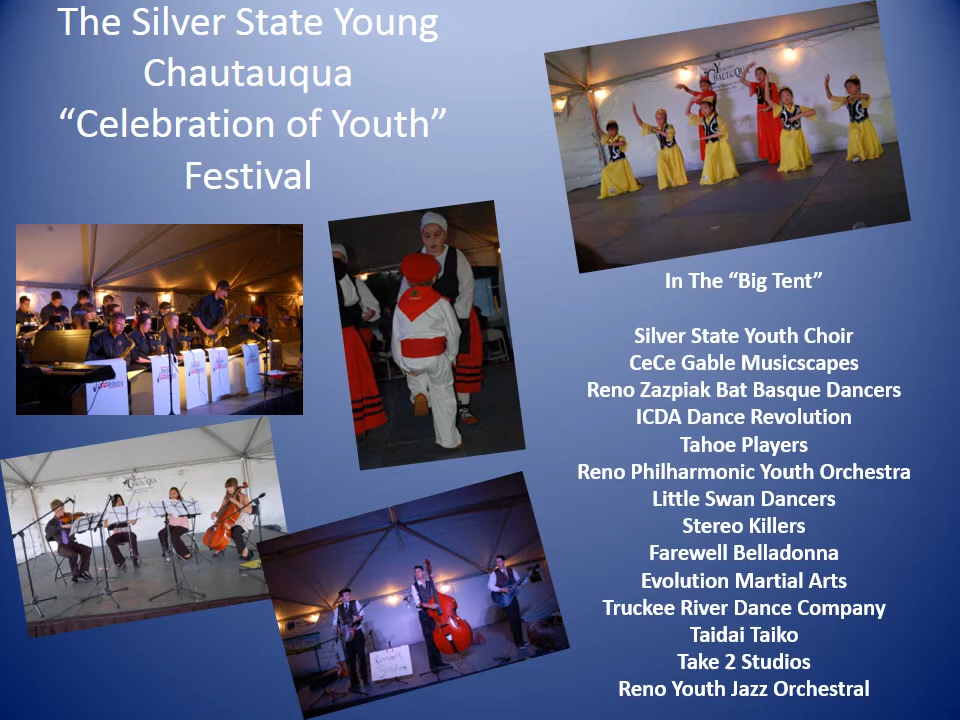 The Silver State Young
Chautauqua
“Celebration of Youth”
Festival
In The “Big Tent”
Silver State Youth Choir
CeCe Gable Musicscapes
Reno Zazpiak Bat Basque Dancers
ICDA Dance Revolution
Tahoe Players
Reno Philharmonic Youth Orchestra
Little Swan Dancers
Stereo Killers
Farewell Belladonna
Evolution Martial Arts
Truckee River Dance Company
Taidai Taiko
Take 2 Studios
Reno Youth Jazz Orchestral